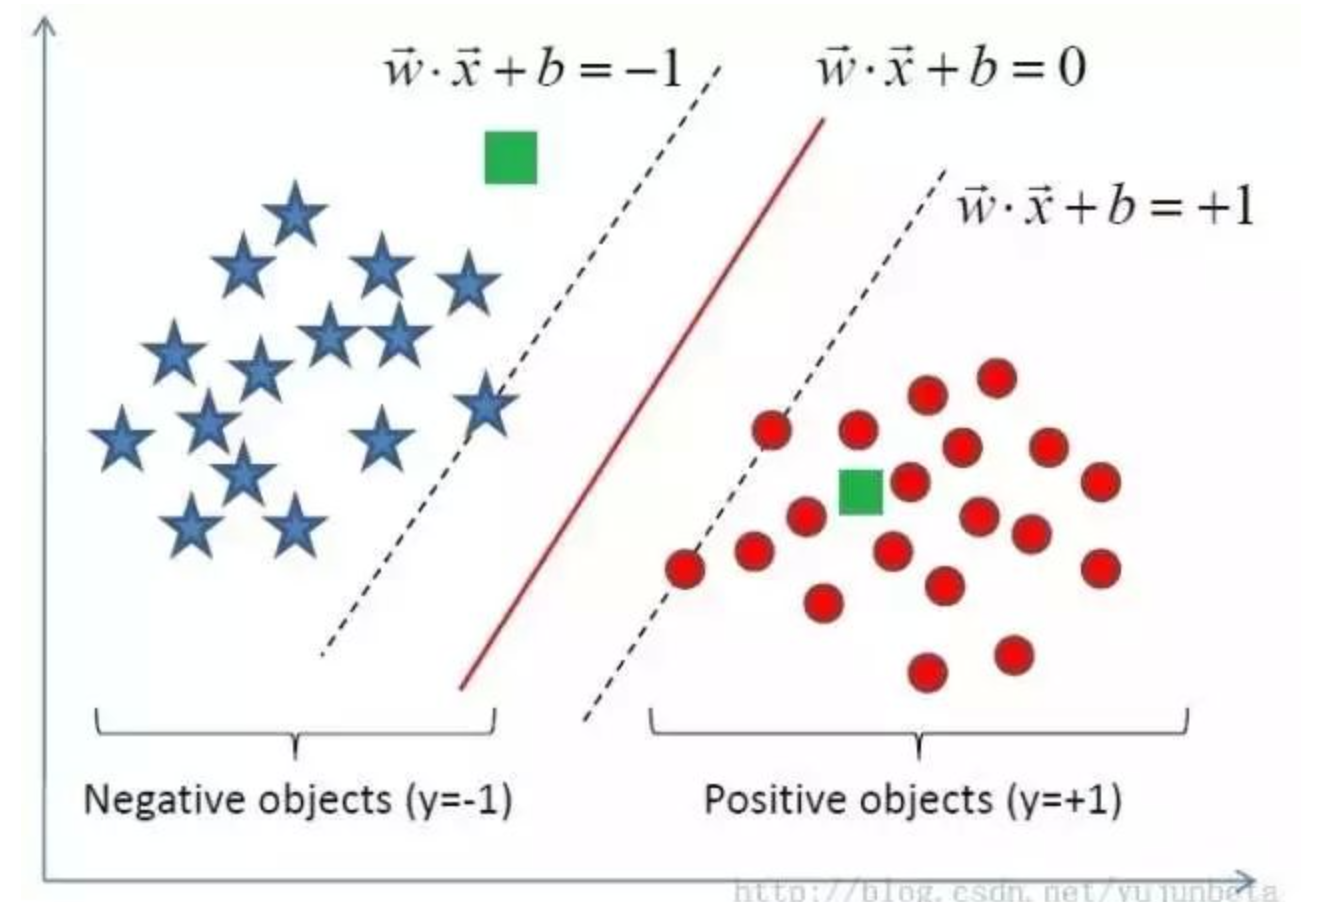 w⃗·x⃗+b=−1
w⃗·x⃗+b=0
w⃗·x⃗+b=+1
Negative objects (y=-1)
Positive objects (y=+1)
http://blog.csdn.net/yujunbeta